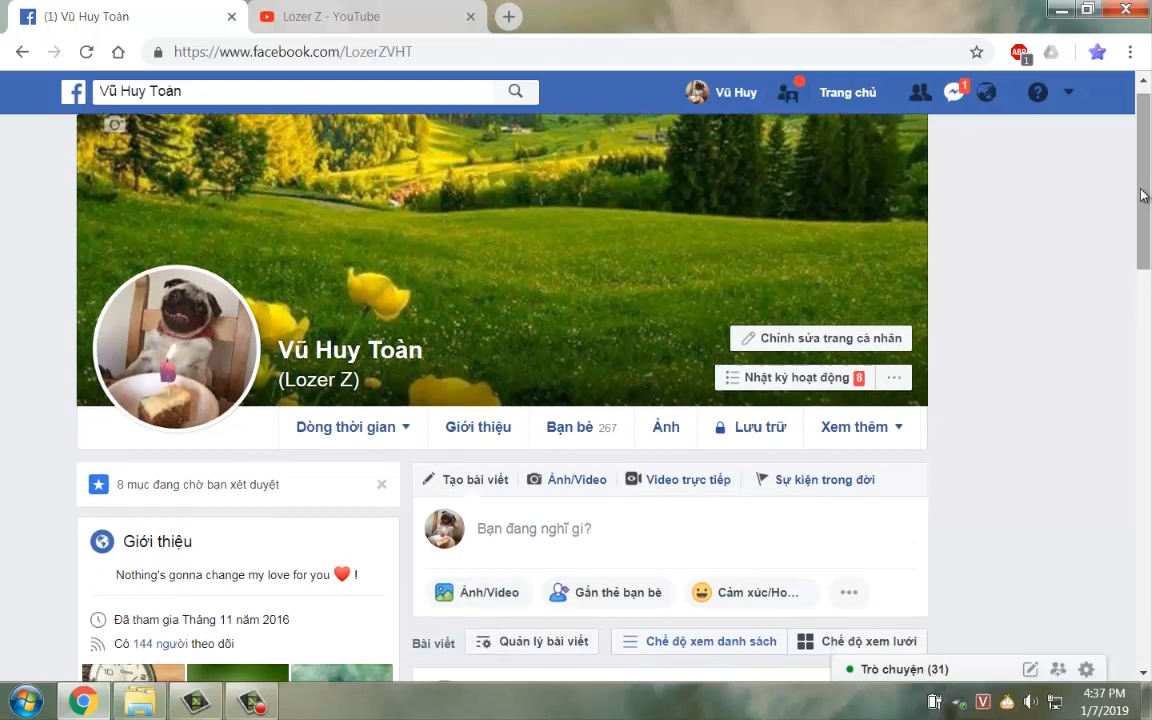 (1) Vũ Huy Toàn
Lozer Z - YouTube
https://www.facebook.com/LozerZVHT
ABP
1
Vũ Huy Toàn
Vũ Huy
Trang chủ
1
Vũ Huy Toàn
(Lozer Z)
Chỉnh sửa trang cá nhân
Nhật ký hoạt động 8
Dòng thời gian
Giới thiệu
Bạn bè 267
Ảnh
Lưu trữ
Xem thêm
8 mục đang chờ bạn xét duyệt
Tạo bài viết
Ảnh/Video
Video trực tiếp
Sự kiện trong đời
Bạn đang nghĩ gì?
Giới thiệu
Nothing's gonna change my love for you ❤ !
Ảnh/Video
Gắn thẻ bạn bè
Cảm xúc/Ho...
Đã tham gia Tháng 11 năm 2016
Có 144 người theo dõi
Bài viết
Quản lý bài viết
Chế độ xem danh sách
Chế độ xem lưới
Trò chuyện (31)
V
4:37 PM
1/7/2019